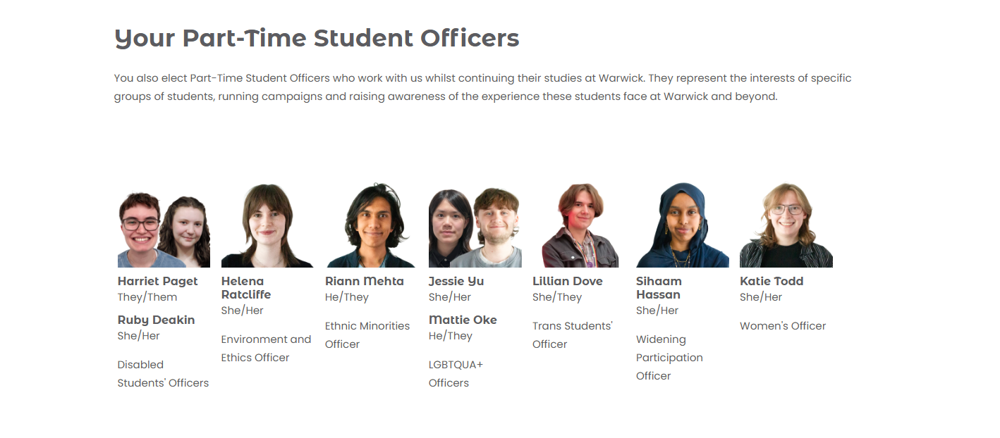 Your Part-Time Student Officers
You also elect Part-Time Student Officers who work with us whilst continuing their studies at Warwick. They represent the interests of specific
groups of students, running campaigns and raising awareness of the experience these students face at Warwick and beyond.
Harriet Paget
They/Them
Ruby Deakin
She/Her
Disabled
Students' Officers
Helena
Ratcliffe
She/Her
Environment and
Ethics Officer
Riann Mehta
He/They
Ethnic Minorities
Officer
Jessie Yu
She/Her
Mattie Oke
He/They
LGBTQUA+
Officers
Lillian Dove
She/They
Trans Students'
Officer
Sihaam
Hassan
She/Her
Widening
Participation
Officer
Katie Todd
She/Her
Women's Officer